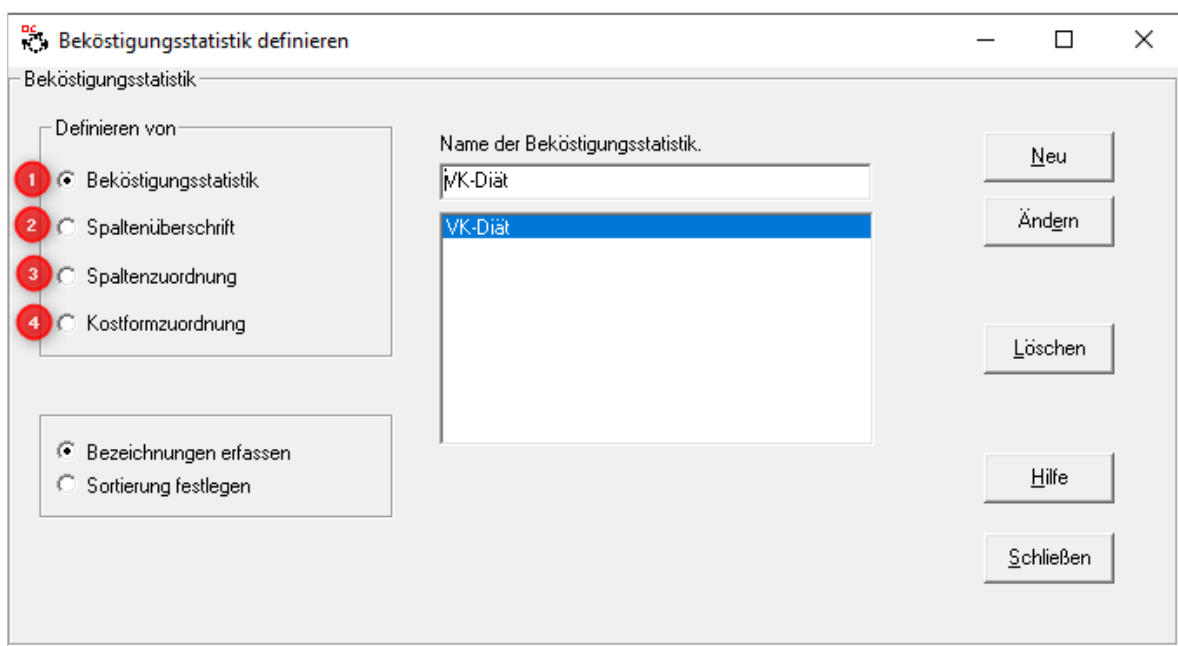 Beköstigungsstatistik definieren
Beköstigungsstatistik
Definieren von
1 Beköstigungsstatistik
2 Spaltenüberschrift
3 Spaltenzuordnung
4 Kostformzuordnung
Bezeichnungen erfassen
Sortierung festlegen
Name der Beköstigungsstatistik.
VK-Diät
VK-Diät
Neu
Ändern
Löschen
Hilfe
Schließen